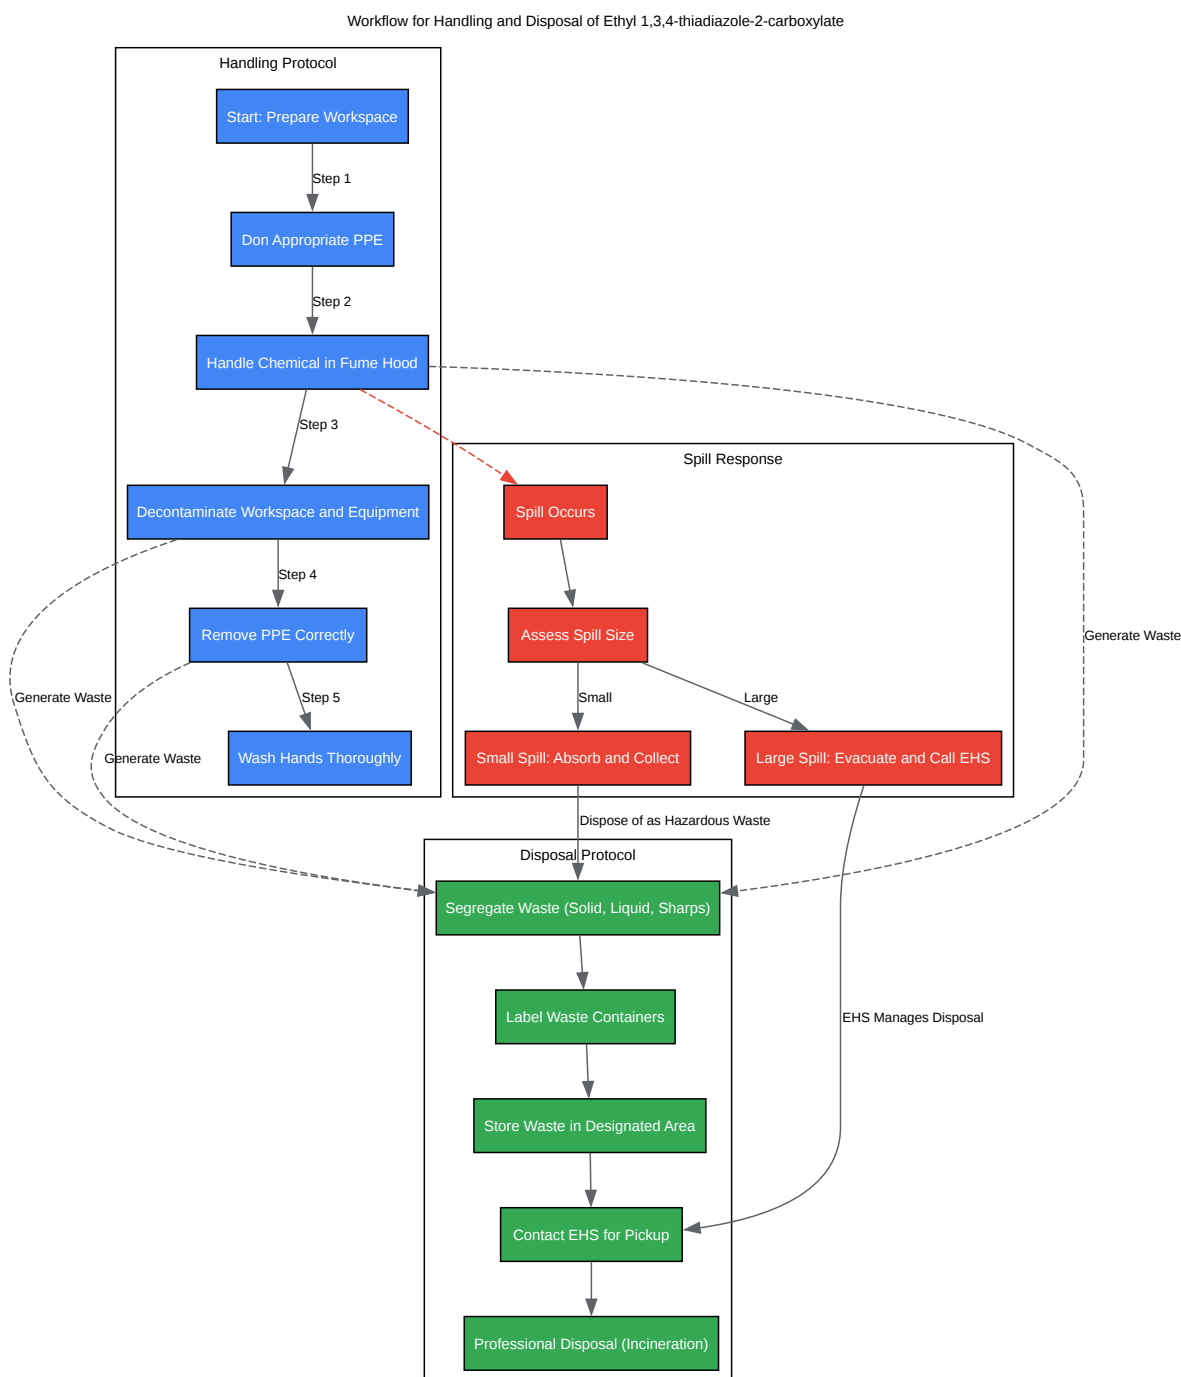 Workflow for Handling and Disposal of Ethyl 1,3,4-thiadiazole-2-carboxylate
Handling Protocol
Start: Prepare Workspace
Step 1
Don Appropriate PPE
Step 2
Handle Chemical in Fume Hood
Step 3
Spill Response
Decontaminate Workspace and Equipment
Spill Occurs
Step 4
Remove PPE Correctly
Assess Spill Size
Generate Waste
Generate Waste
Step 5
Small
Large
Generate Waste
Wash Hands Thoroughly
Small Spill: Absorb and Collect
Large Spill: Evacuate and Call EHS
Dispose of as Hazardous Waste
Disposal Protocol
Segregate Waste (Solid, Liquid, Sharps)
Label Waste Containers
EHS Manages Disposal
Store Waste in Designated Area
Contact EHS for Pickup
Professional Disposal (Incineration)